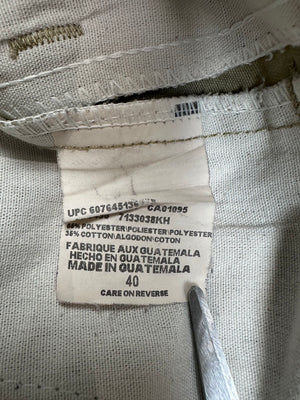 UPC 607645134 CA01095
7133038KH
65% POLYESTER\POLIESTER\POLYESTER
35% COTTON\ALGODON\COTON
FABRIQUE AUX GUATEMALA
HECHO EN GUATEMALA
MADE IN GUATEMALA
40
CARE ON REVERSE